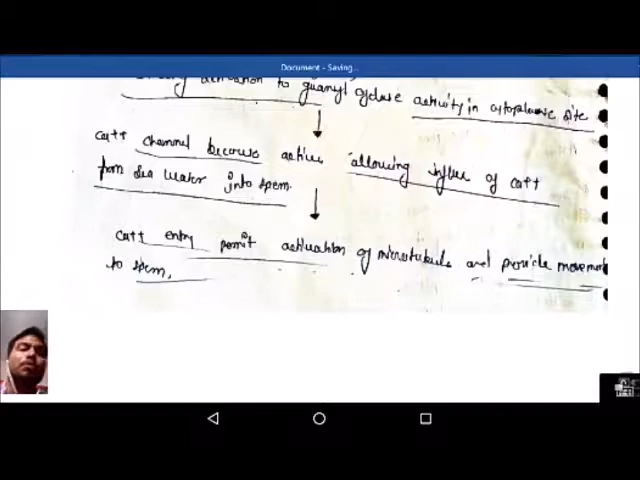 Document - Saving...
activation to guanyl cyclase activity in cytoplasmic site
ca++ channel becomes active allowing influx of ca++
from sea water into sperm.
ca++ entry permit activation of microtubule and provide movement
to sperm.